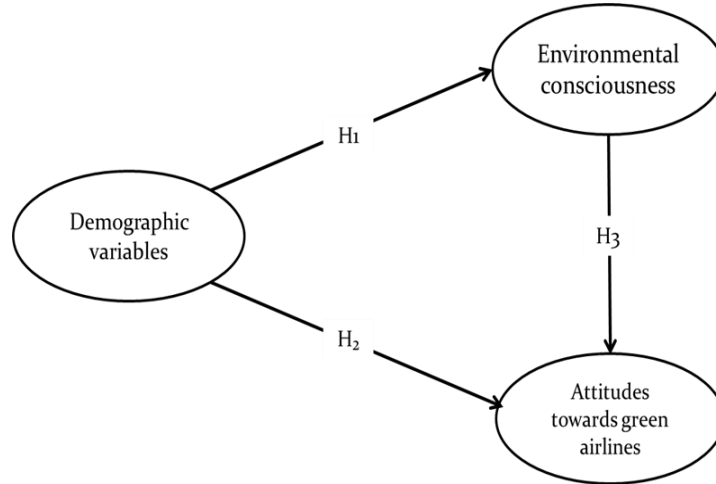 Environmental
consciousness
H1
Demographic
variables
H3
H2
Attitudes
towards green
airlines